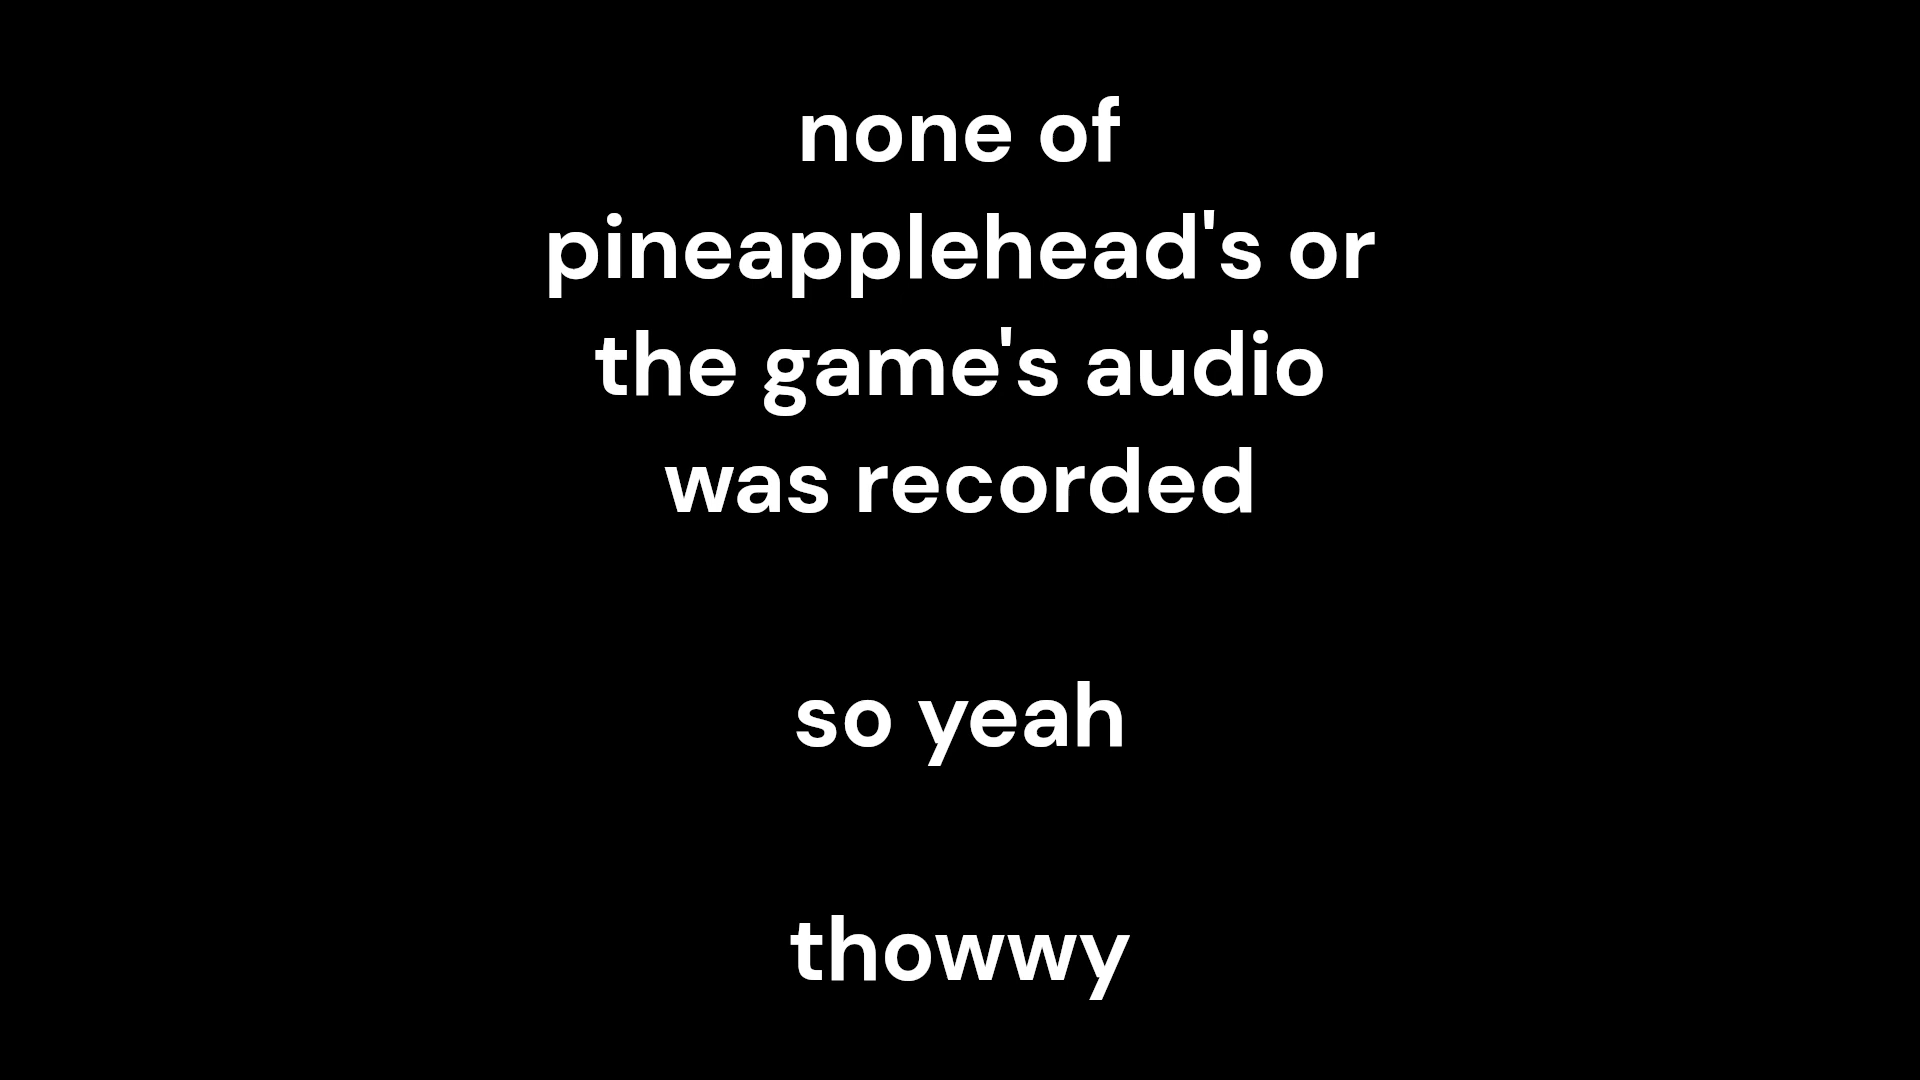 none of
pineapplehead's or
the game's audio
was recorded
so yeah
thowwy